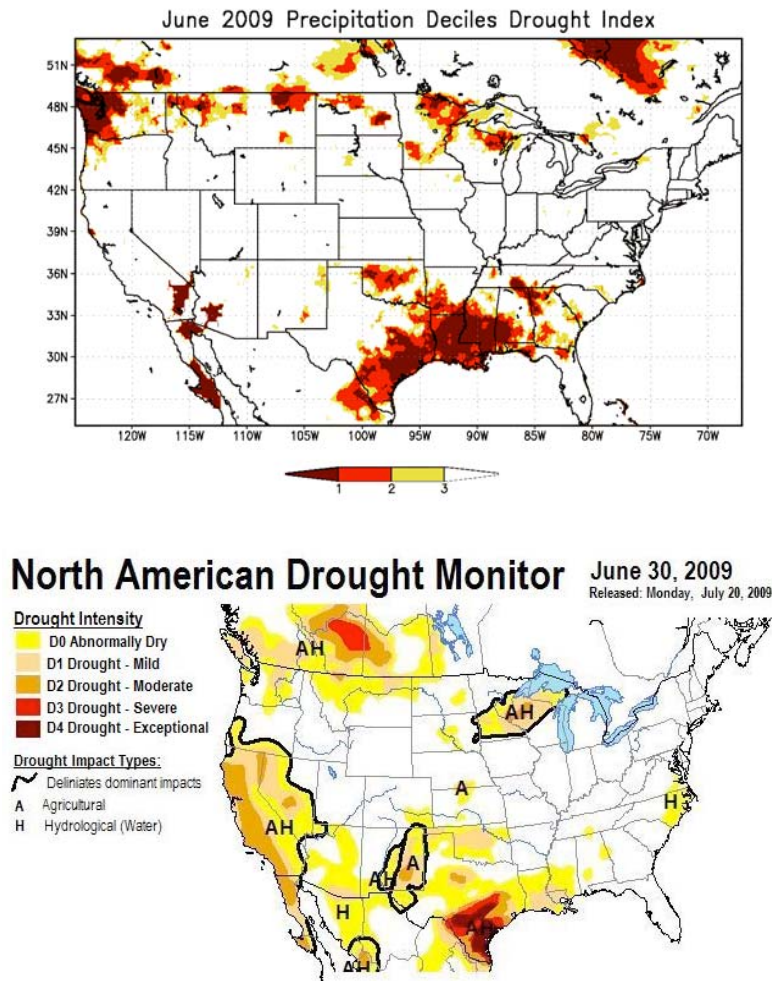 June 2009 Precipitation Deciles Drought Index
51N
48N
45N
42N
39N
36N
33N
30N
27N
120W 115W 110W 105W 100W 95W 90W 85W 80W 75W 70W
1 2 3
North American Drought Monitor
June 30, 2009
Released: Monday, July 20, 2009
Drought Intensity
D0 Abnormally Dry
D1 Drought - Mild
D2 Drought - Moderate
D3 Drought - Severe
D4 Drought - Exceptional
Drought Impact Types:
Deliniates dominant impacts
A Agricultural
H Hydrological (Water)
AH
AH
A
H
AH
A
AH
H
AH
AH